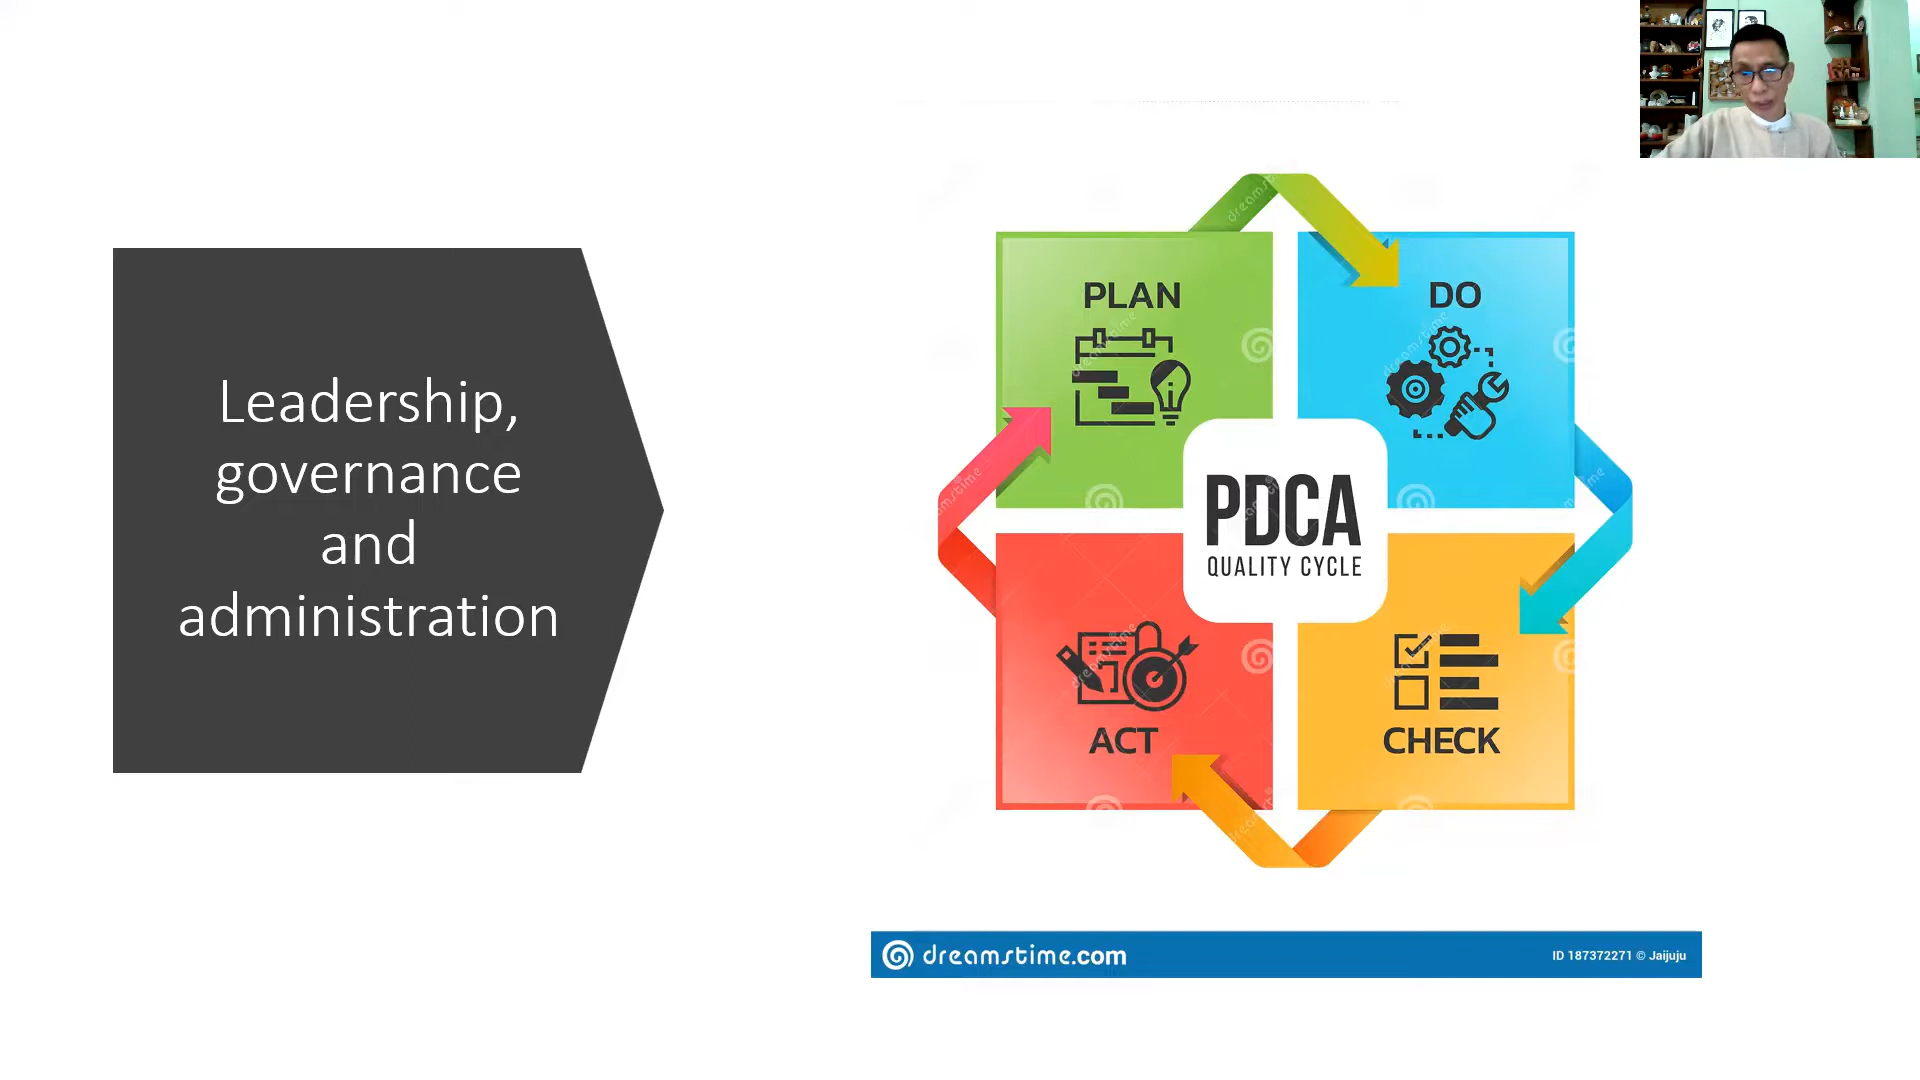 Leadership,
governance
and
administration
PLAN
DO
PDCA
QUALITY CYCLE
ACT
CHECK
dreamstime.com
ID 187372271 © Jaijuju